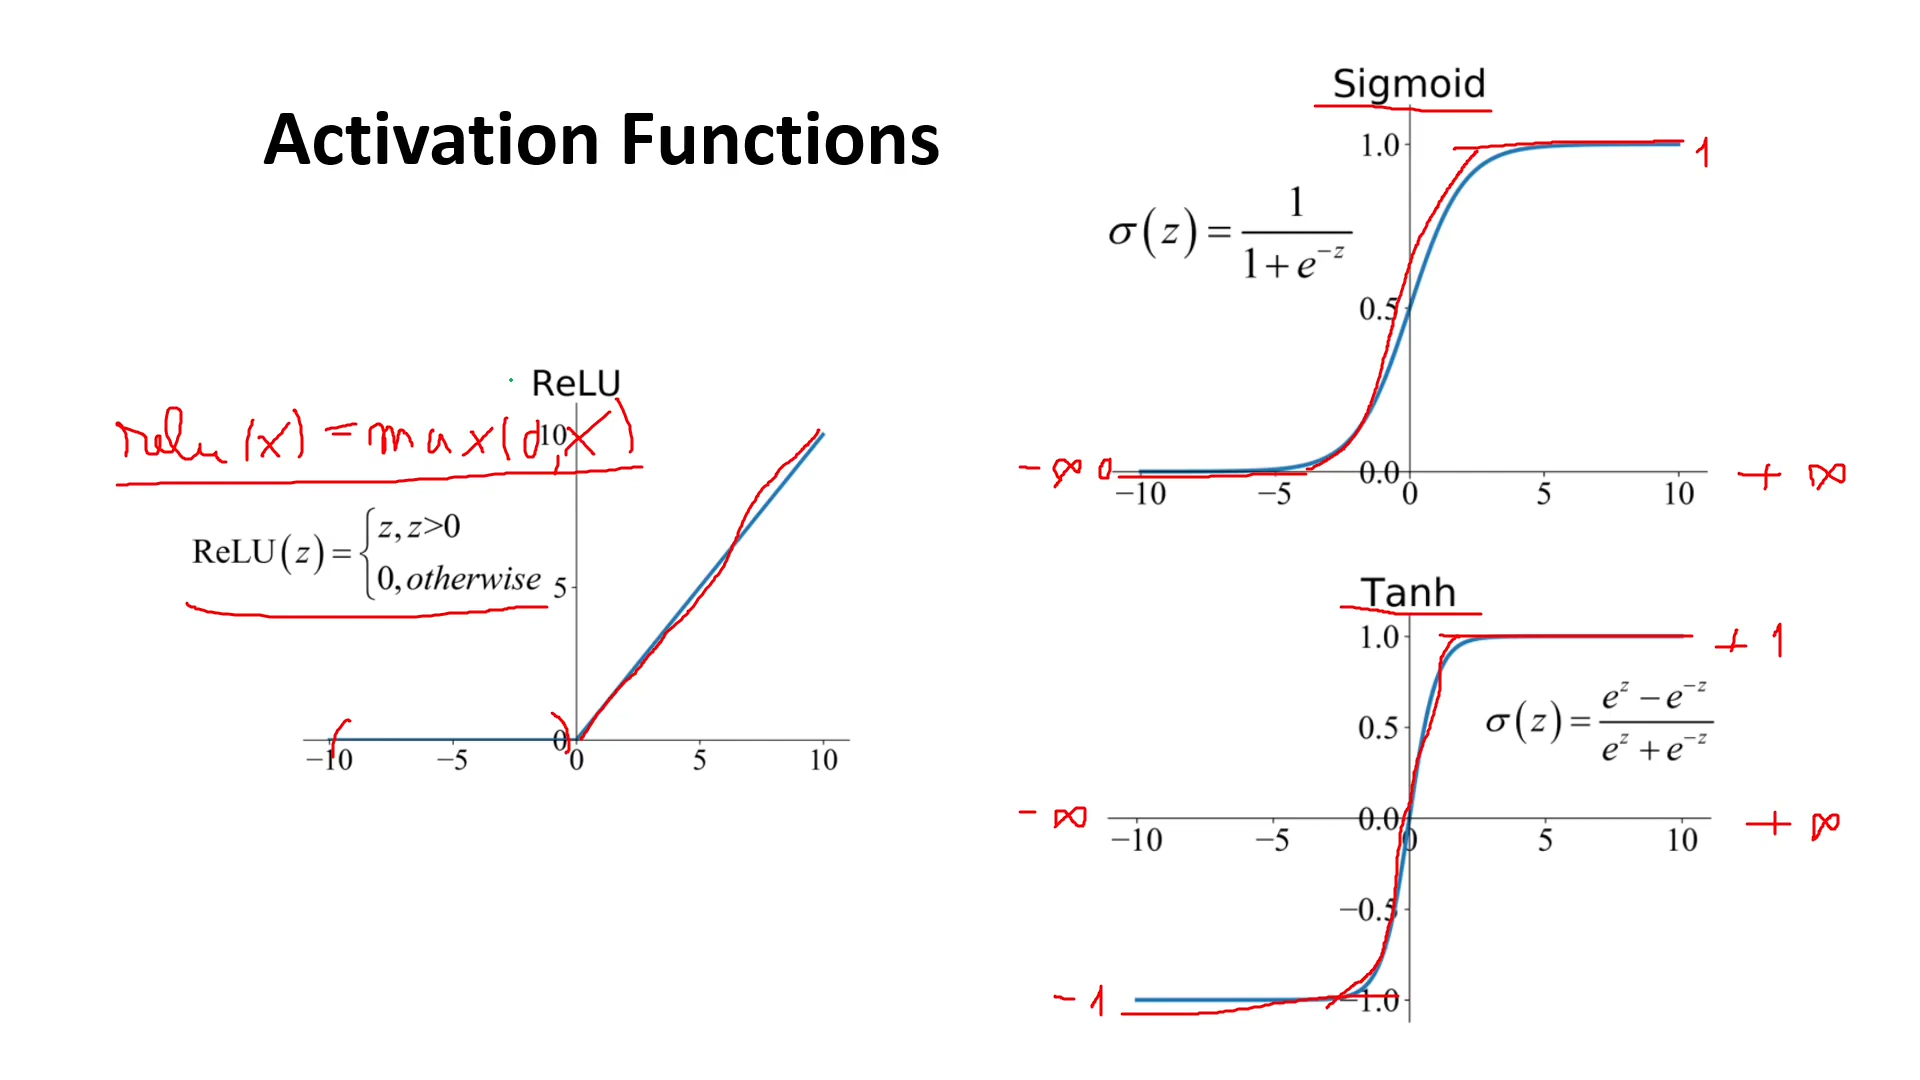 Activation Functions
ReLU
relu(x) = max(0,x)
10
ReLU(z) = {z, z>0
0, otherwise
5
0
−10 −5 0 5 10
Sigmoid
1.0 1
σ(z) = 1 / (1 + e^{−z})
0.5
−∞ 0 0.0 + ∞
−10 −5 0 5 10
Tanh
1.0 + 1
σ(z) = (e^z − e^{−z}) / (e^z + e^{−z})
0.5
−∞ 0.0 + ∞
−10 −5 0 5 10
−0.5
−1 −1.0